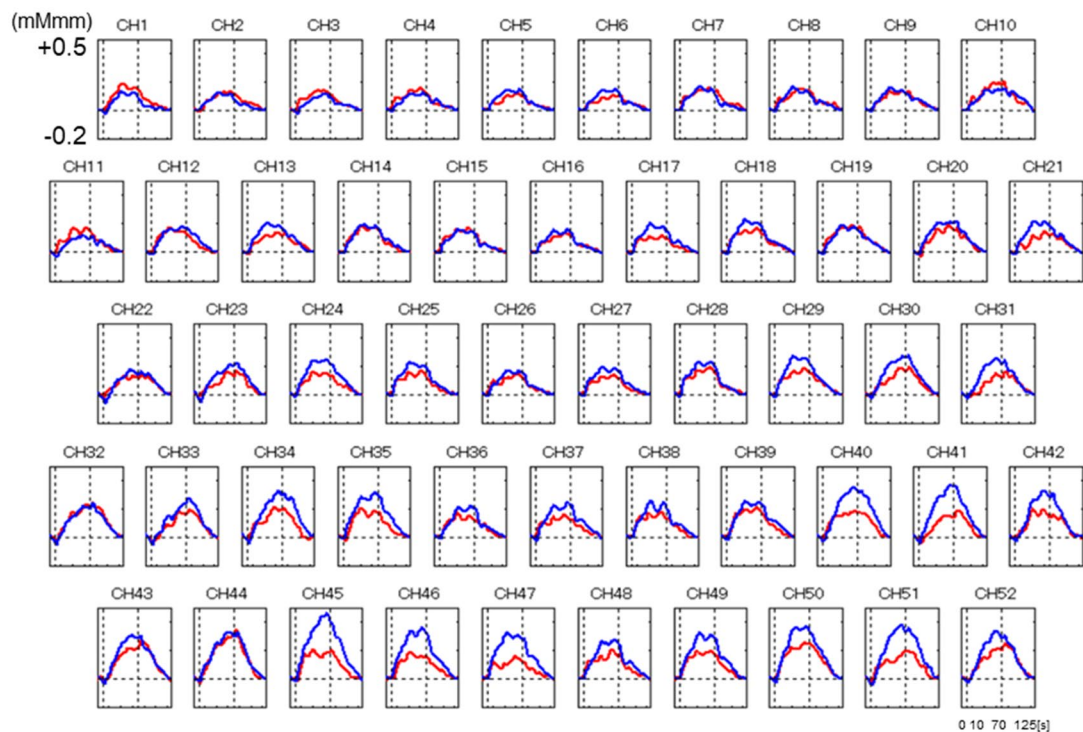 (mMmm)
CH1 CH2 CH3 CH4 CH5 CH6 CH7 CH8 CH9 CH10
+0.5
-0.2
CH11 CH12 CH13 CH14 CH15 CH16 CH17 CH18 CH19 CH20 CH21
CH22 CH23 CH24 CH25 CH26 CH27 CH28 CH29 CH30 CH31
CH32 CH33 CH34 CH35 CH36 CH37 CH38 CH39 CH40 CH41 CH42
CH43 CH44 CH45 CH46 CH47 CH48 CH49 CH50 CH51 CH52
0 10 70 125[s]